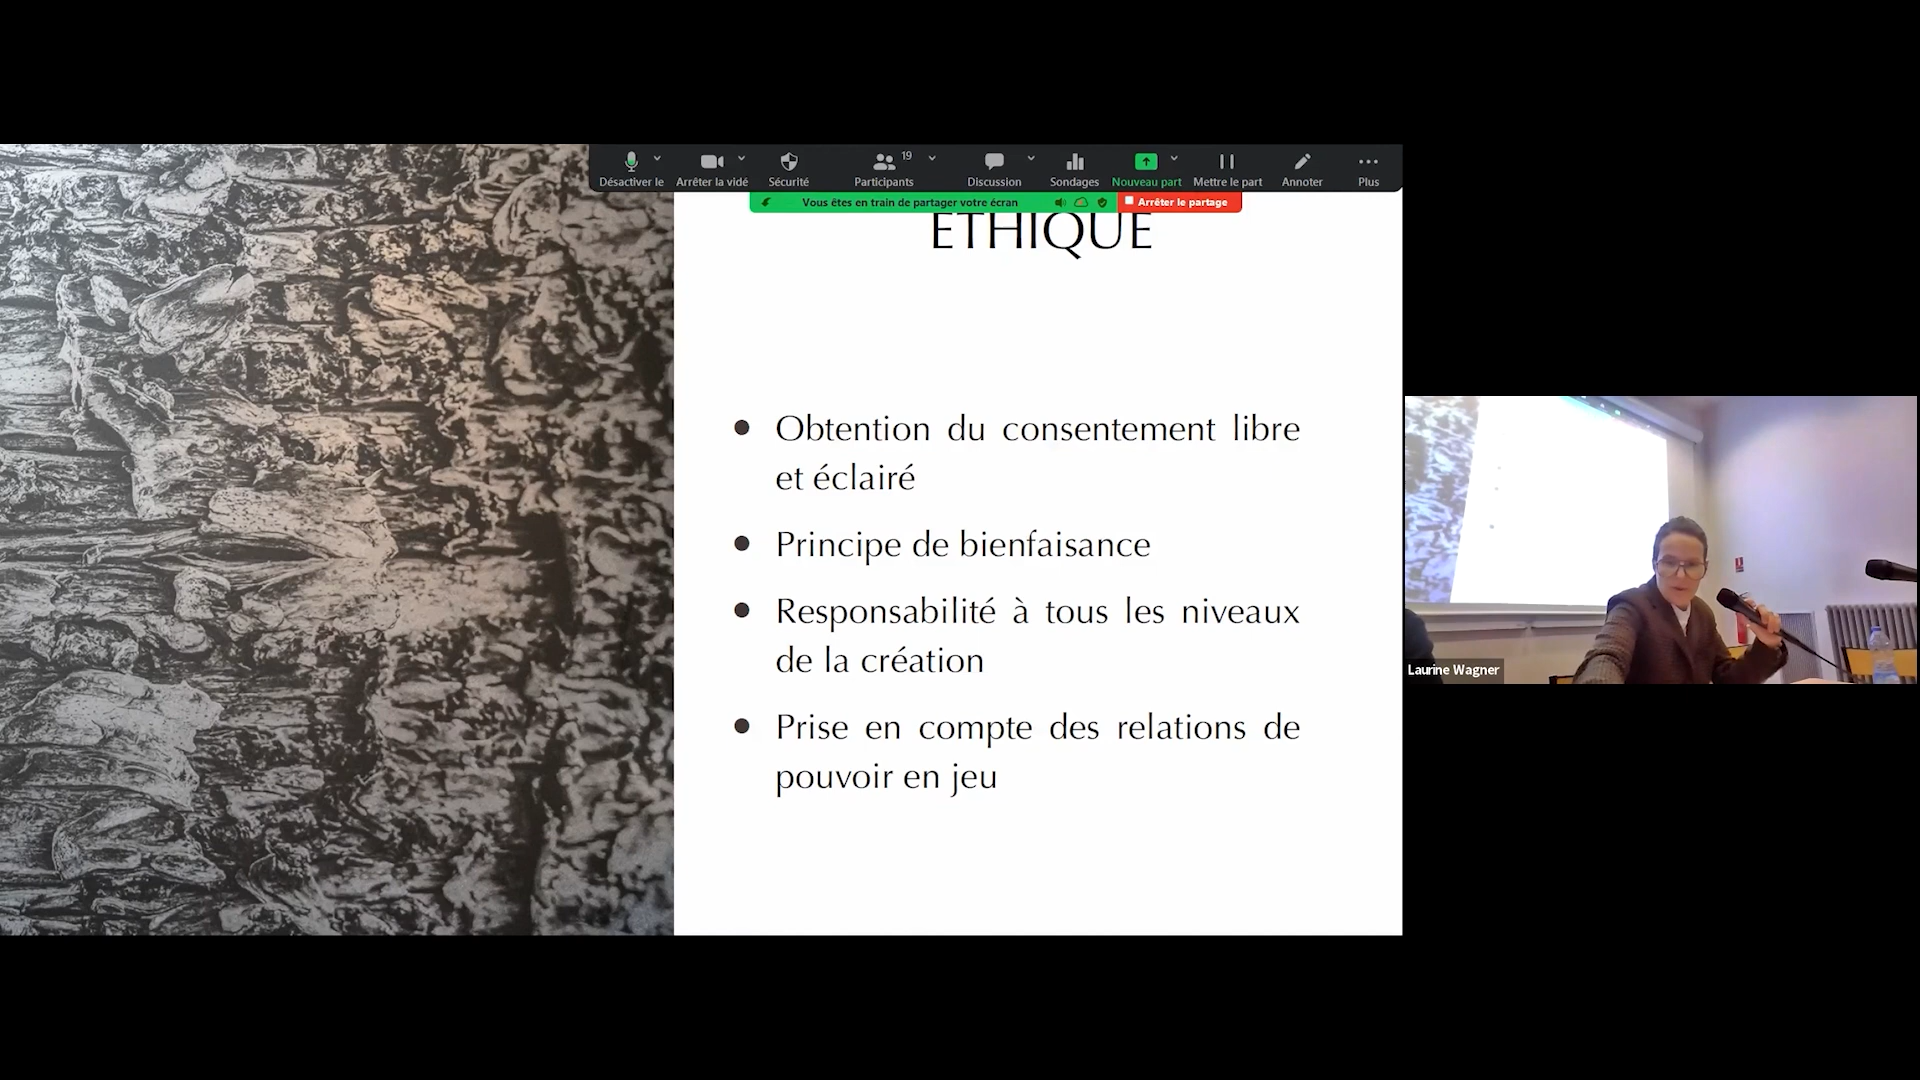 19
Désactiver le
Arrêter la vidé
Sécurité
Participants
Discussion
Sondages
Nouveau part
Mettre le part
Annoter
Plus
Vous êtes en train de partager votre écran
Arrêter le partage
ETHIQUE
• Obtention du consentement libre
et éclairé
• Principe de bienfaisance
• Responsabilité à tous les niveaux
de la création
• Prise en compte des relations de
pouvoir en jeu
Laurine Wagner